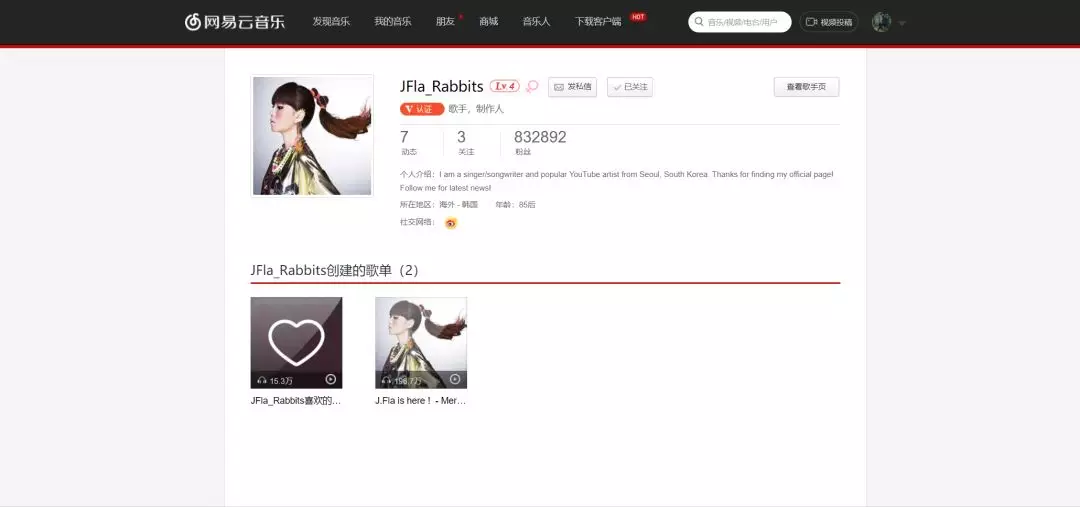 网易云音乐
发现音乐 我的音乐 朋友 商城 音乐人 下载客户端 HOT 音乐/视频/电台/用户 视频投稿
JFla_Rabbits Lv 4 发私信 已关注 查看歌手页
V 认证 歌手，制作人
7 3 832892
动态 关注 粉丝
个人介绍：I am a singer/songwriter and popular YouTube artist from Seoul, South Korea. Thanks for finding my official page!
Follow me for latest news!
所在地区：海外 - 韩国 年龄：85后
社交网络：
JFla_Rabbits创建的歌单（2）
15.3万 万
JFla_Rabbits喜欢的… J.Fla is here！- Mer…